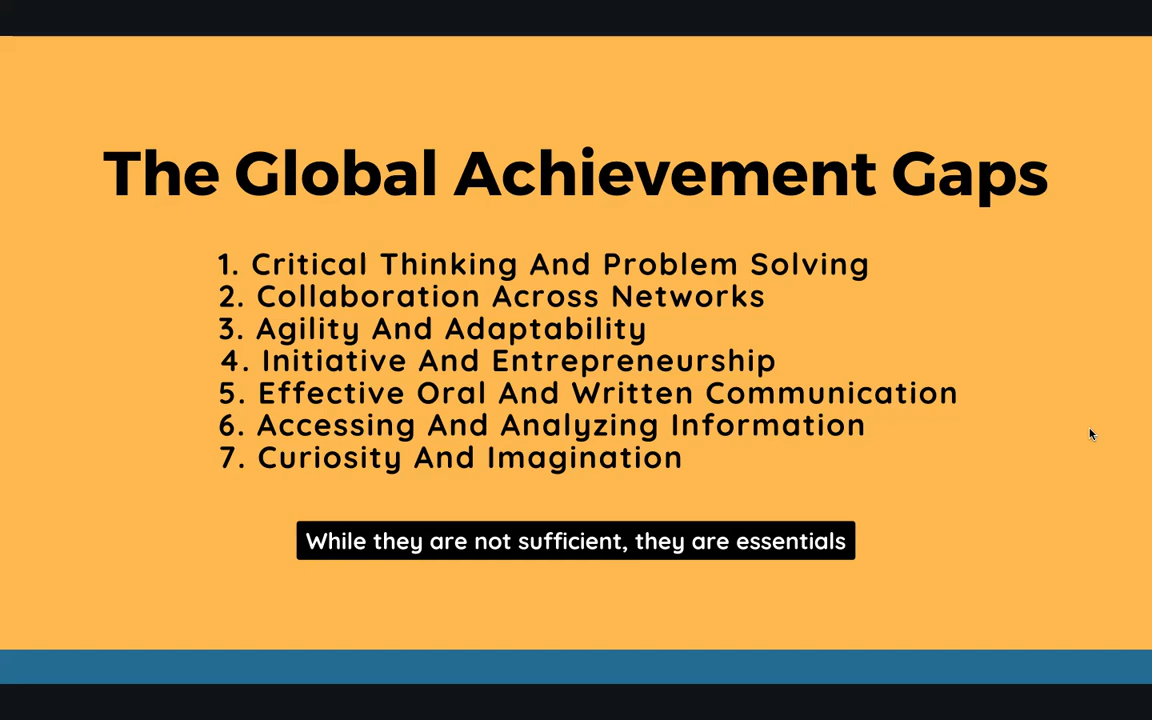 The Global Achievement Gaps
1. Critical Thinking And Problem Solving
2. Collaboration Across Networks
3. Agility And Adaptability
4. Initiative And Entrepreneurship
5. Effective Oral And Written Communication
6. Accessing And Analyzing Information
7. Curiosity And Imagination
While they are not sufficient, they are essentials